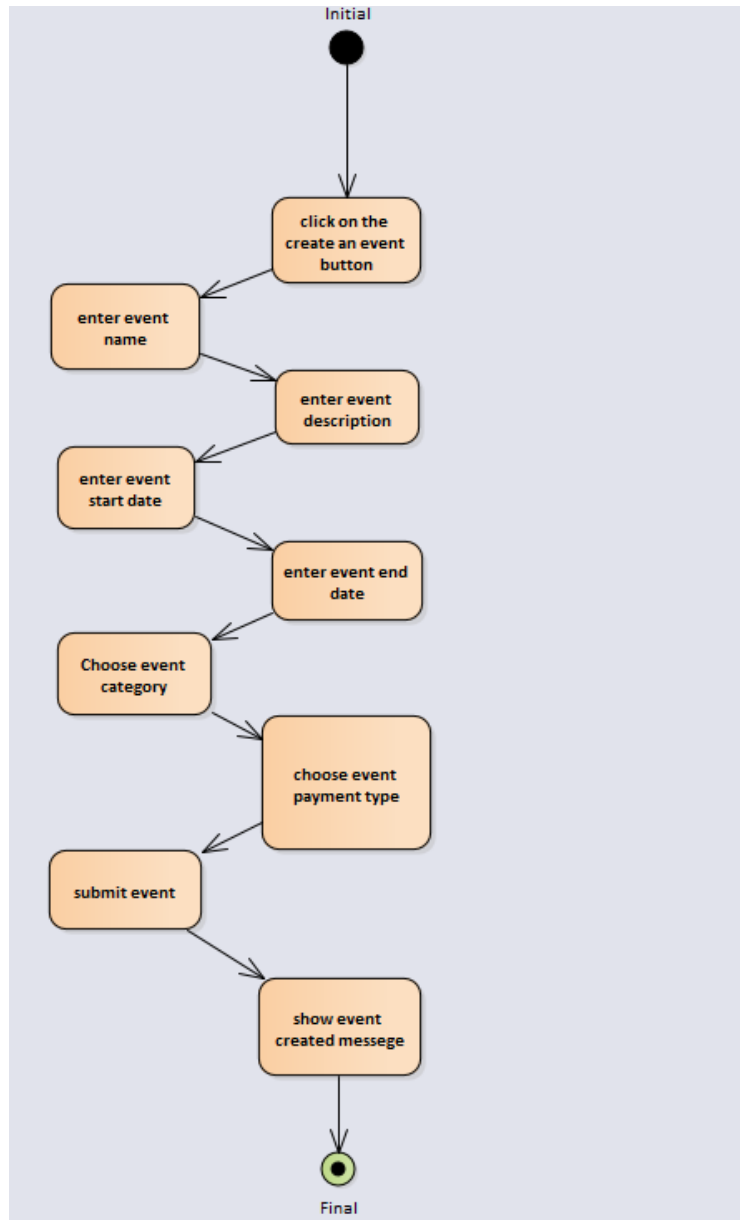 Initial
click on the
create an event
button
enter event
name
enter event
description
enter event
start date
enter event end
date
Choose event
category
choose event
payment type
submit event
show event
created messege
Final